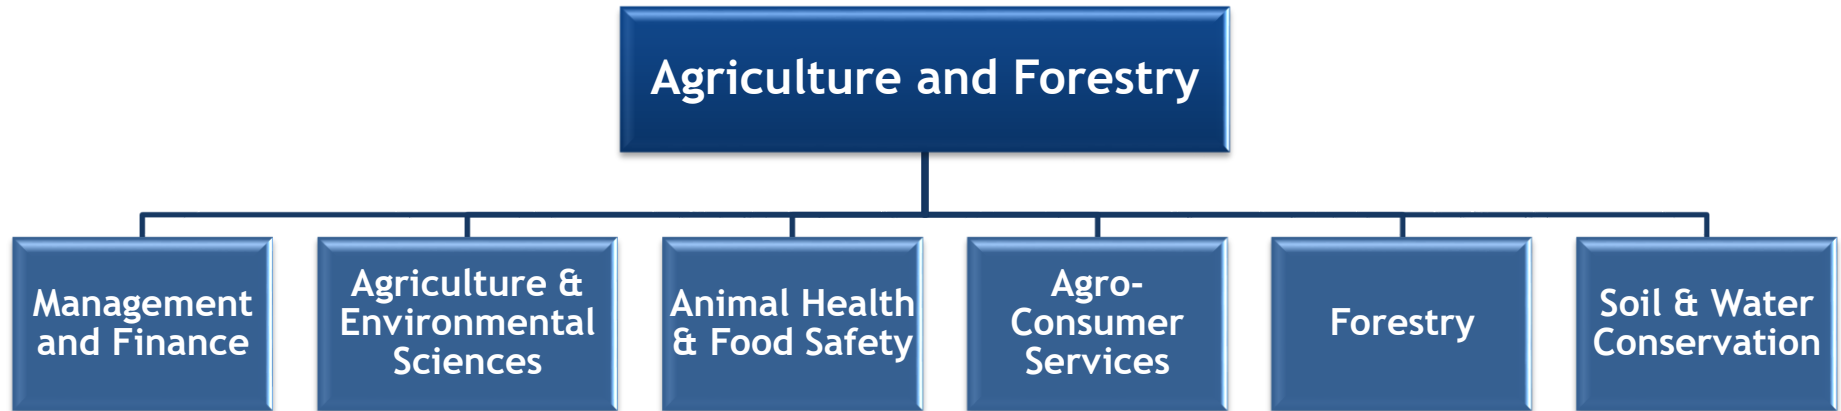 Agriculture and Forestry
Management
and Finance
Agriculture &
Environmental
Sciences
Animal Health
& Food Safety
Agro-
Consumer
Services
Forestry
Soil & Water
Conservation